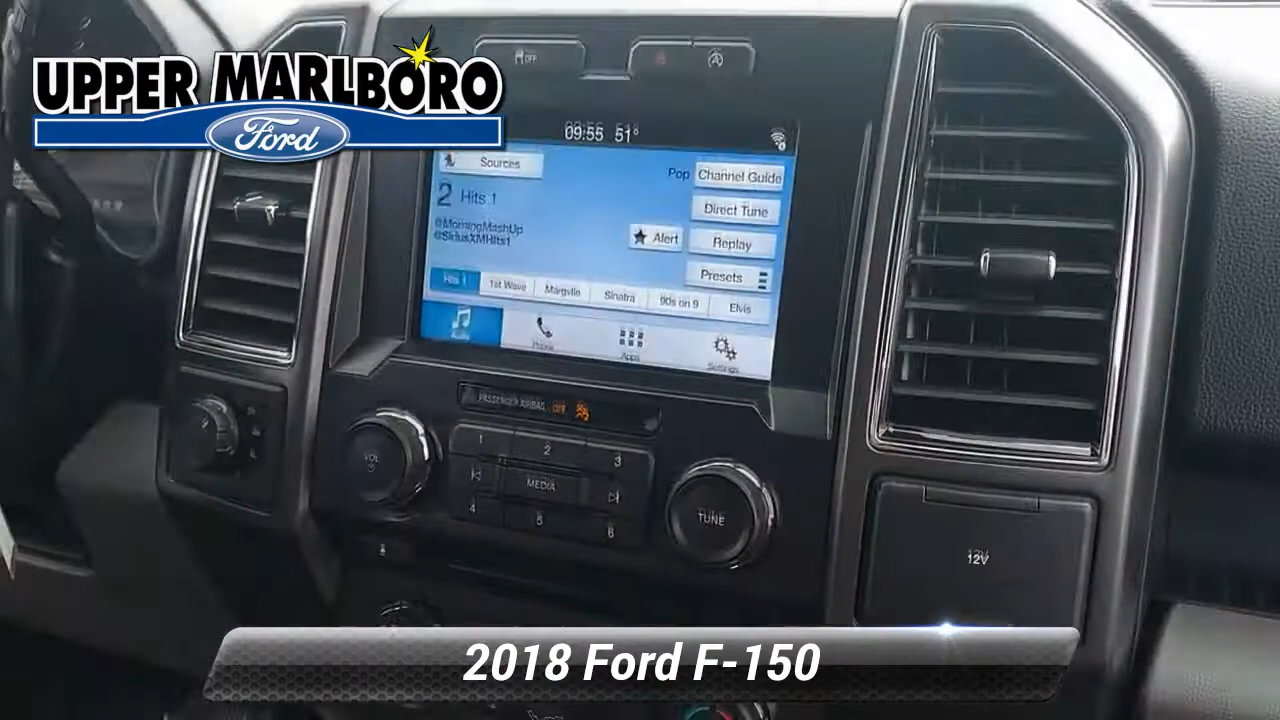 UPPER MARLBORO
Ford
OFF
09:55 51°
Sources
Pop
Channel Guide
2 Hits 1
Direct Tune
@MorningMashUp
@SiriusXMHits1
Alert
Replay
Presets
Hits 1
1st Wave
Margville
Sinatra
90s on 9
Elvis
Phone
Apps
Settings
PASSENGER AIRBAG OFF
1
2
3
VOL
MEDIA
4
5
6
TUNE
12V
2018 Ford F-150